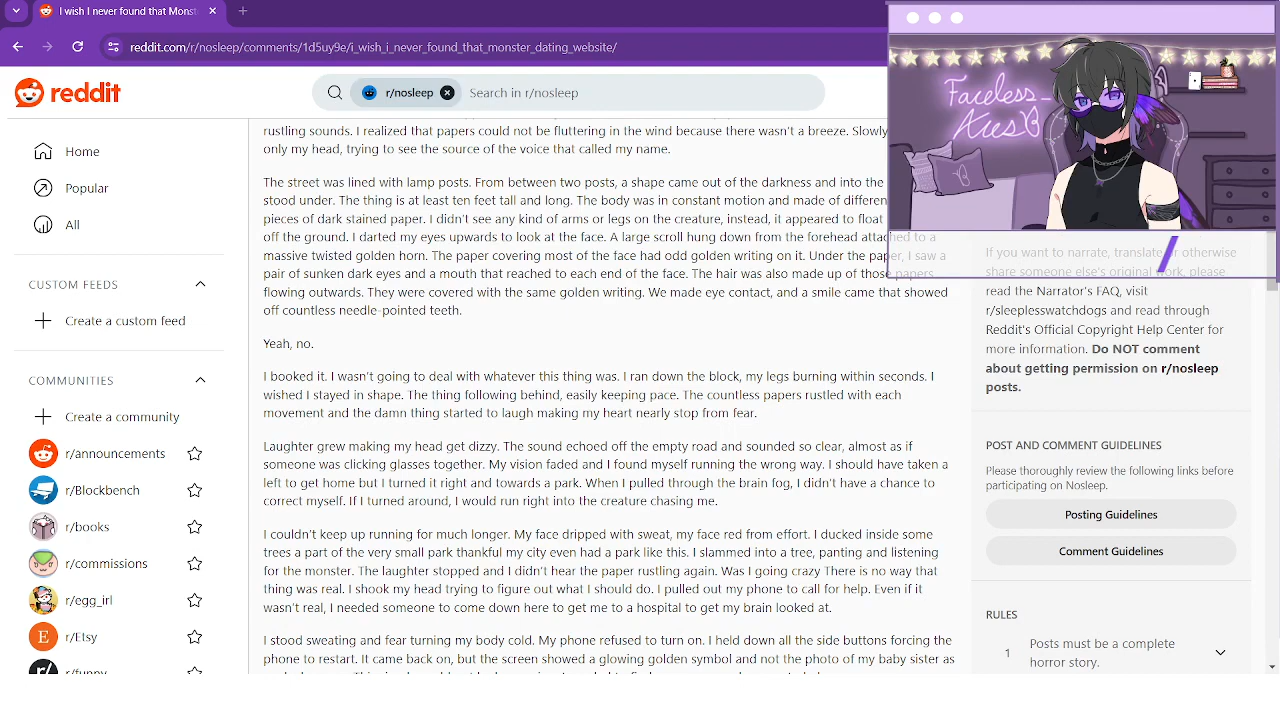 I wish I never found that Monst
reddit.com/r/nosleep/comments/1d5uy9e/i_wish_i_never_found_that_monster_dating_website/
reddit
r/nosleep
Search in r/nosleep
Faceless_
Home
Popular
All
CUSTOM FEEDS
Create a custom feed
COMMUNITIES
Create a community
r/announcements
r/Blockbench
r/books
r/commissions
r/egg_irl
r/Etsy
r/funny
rustling sounds. I realized that papers could not be fluttering in the wind because there wasn't a breeze. Slowly
only my head, trying to see the source of the voice that called my name.
The street was lined with lamp posts. From between two posts, a shape came out of the darkness and into the
stood under. The thing is at least ten feet tall and long. The body was in constant motion and made of differen
pieces of dark stained paper. I didn't see any kind of arms or legs on the creature, instead, it appeared to float
off the ground. I darted my eyes upwards to look at the face. A large scroll hung down from the forehead attached to a
massive twisted golden horn. The paper covering most of the face had odd golden writing on it. Under the paper, I saw a
pair of sunken dark eyes and a mouth that reached to each end of the face. The hair was also made up of those papers
flowing outwards. They were covered with the same golden writing. We made eye contact, and a smile came that showed
off countless needle-pointed teeth.
Yeah, no.
I booked it. I wasn't going to deal with whatever this thing was. I ran down the block, my legs burning within seconds. I
wished I stayed in shape. The thing following behind, easily keeping pace. The countless papers rustled with each
movement and the damn thing started to laugh making my heart nearly stop from fear.
Laughter grew making my head get dizzy. The sound echoed off the empty road and sounded so clear, almost as if
someone was clicking glasses together. My vision faded and I found myself running the wrong way. I should have taken a
left to get home but I turned it right and towards a park. When I pulled through the brain fog, I didn't have a chance to
correct myself. If I turned around, I would run right into the creature chasing me.
I couldn't keep up running for much longer. My face dripped with sweat, my face red from effort. I ducked inside some
trees a part of the very small park thankful my city even had a park like this. I slammed into a tree, panting and listening
for the monster. The laughter stopped and I didn't hear the paper rustling again. Was I going crazy There is no way that
thing was real. I shook my head trying to figure out what I should do. I pulled out my phone to call for help. Even if it
wasn't real, I needed someone to come down here to get me to a hospital to get my brain looked at.
I stood sweating and fear turning my body cold. My phone refused to turn on. I held down all the side buttons forcing the
phone to restart. It came back on, but the screen showed a glowing golden symbol and not the photo of my baby sister as
If you want to narrate, translate, or otherwise
share someone else's original work, please
read the Narrator's FAQ, visit
r/sleeplesswatchdogs and read through
Reddit's Official Copyright Help Center for
more information. Do NOT comment
about getting permission on r/nosleep
posts.
POST AND COMMENT GUIDELINES
Please thoroughly review the following links before
participating on Nosleep.
Posting Guidelines
Comment Guidelines
RULES
1 Posts must be a complete
horror story.